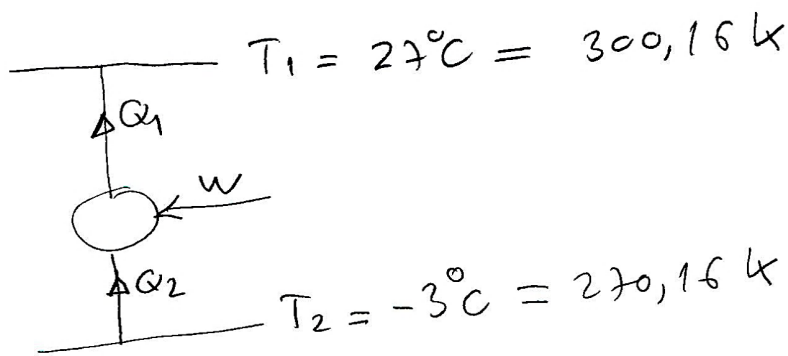 T₁ = 27°C = 300,16 K
Q₁
W
Q₂
T₂ = -3°C = 270,16 K